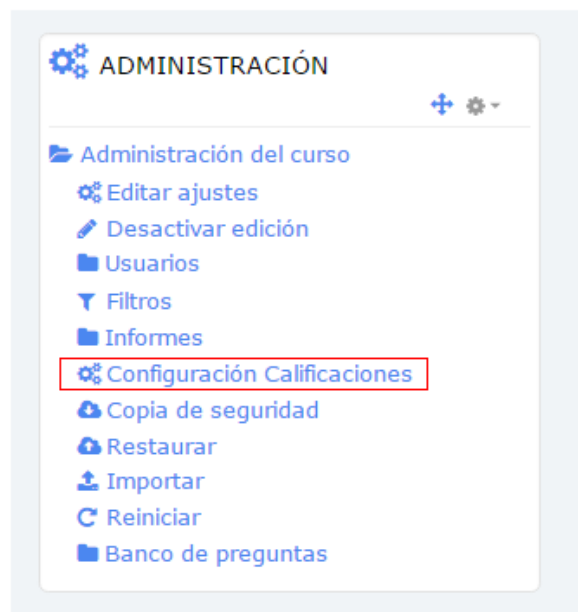 ADMINISTRACIÓN
Administración del curso
Editar ajustes
Desactivar edición
Usuarios
Filtros
Informes
Configuración Calificaciones
Copia de seguridad
Restaurar
Importar
Reiniciar
Banco de preguntas